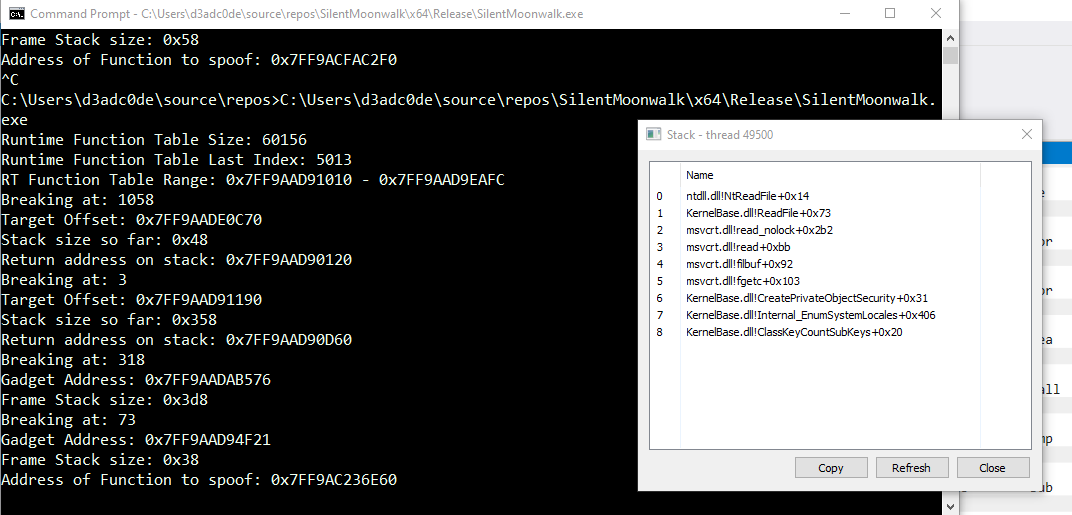 Command Prompt - C:\Users\d3adc0de\source\repos\SilentMoonwalk\x64\Release\SilentMoonwalk.exe
Frame Stack size: 0x58
Address of Function to spoof: 0x7FF9ACFAC2F0
^C
C:\Users\d3adc0de\source\repos>C:\Users\d3adc0de\source\repos\SilentMoonwalk\x64\Release\SilentMoonwalk.
exe
Runtime Function Table Size: 60156
Runtime Function Table Last Index: 5013
RT Function Table Range: 0x7FF9AAD91010 - 0x7FF9AAD9EAFC
Breaking at: 1058
Target Offset: 0x7FF9AADE0C70
Stack size so far: 0x48
Return address on stack: 0x7FF9AAD90120
Breaking at: 3
Target Offset: 0x7FF9AAD91190
Stack size so far: 0x358
Return address on stack: 0x7FF9AAD90D60
Breaking at: 318
Gadget Address: 0x7FF9AADAB576
Frame Stack size: 0x3d8
Breaking at: 73
Gadget Address: 0x7FF9AAD94F21
Frame Stack size: 0x38
Address of Function to spoof: 0x7FF9AC236E60
Stack - thread 49500
Name
0 ntdll.dll!NtReadFile+0x14
1 KernelBase.dll!ReadFile+0x73
2 msvcrt.dll!read_nolock+0x2b2
3 msvcrt.dll!read+0xbb
4 msvcrt.dll!filbuf+0x92
5 msvcrt.dll!fgetc+0x103
6 KernelBase.dll!CreatePrivateObjectSecurity+0x31
7 KernelBase.dll!Internal_EnumSystemLocales+0x406
8 KernelBase.dll!ClassKeyCountSubKeys+0x20
Copy Refresh Close